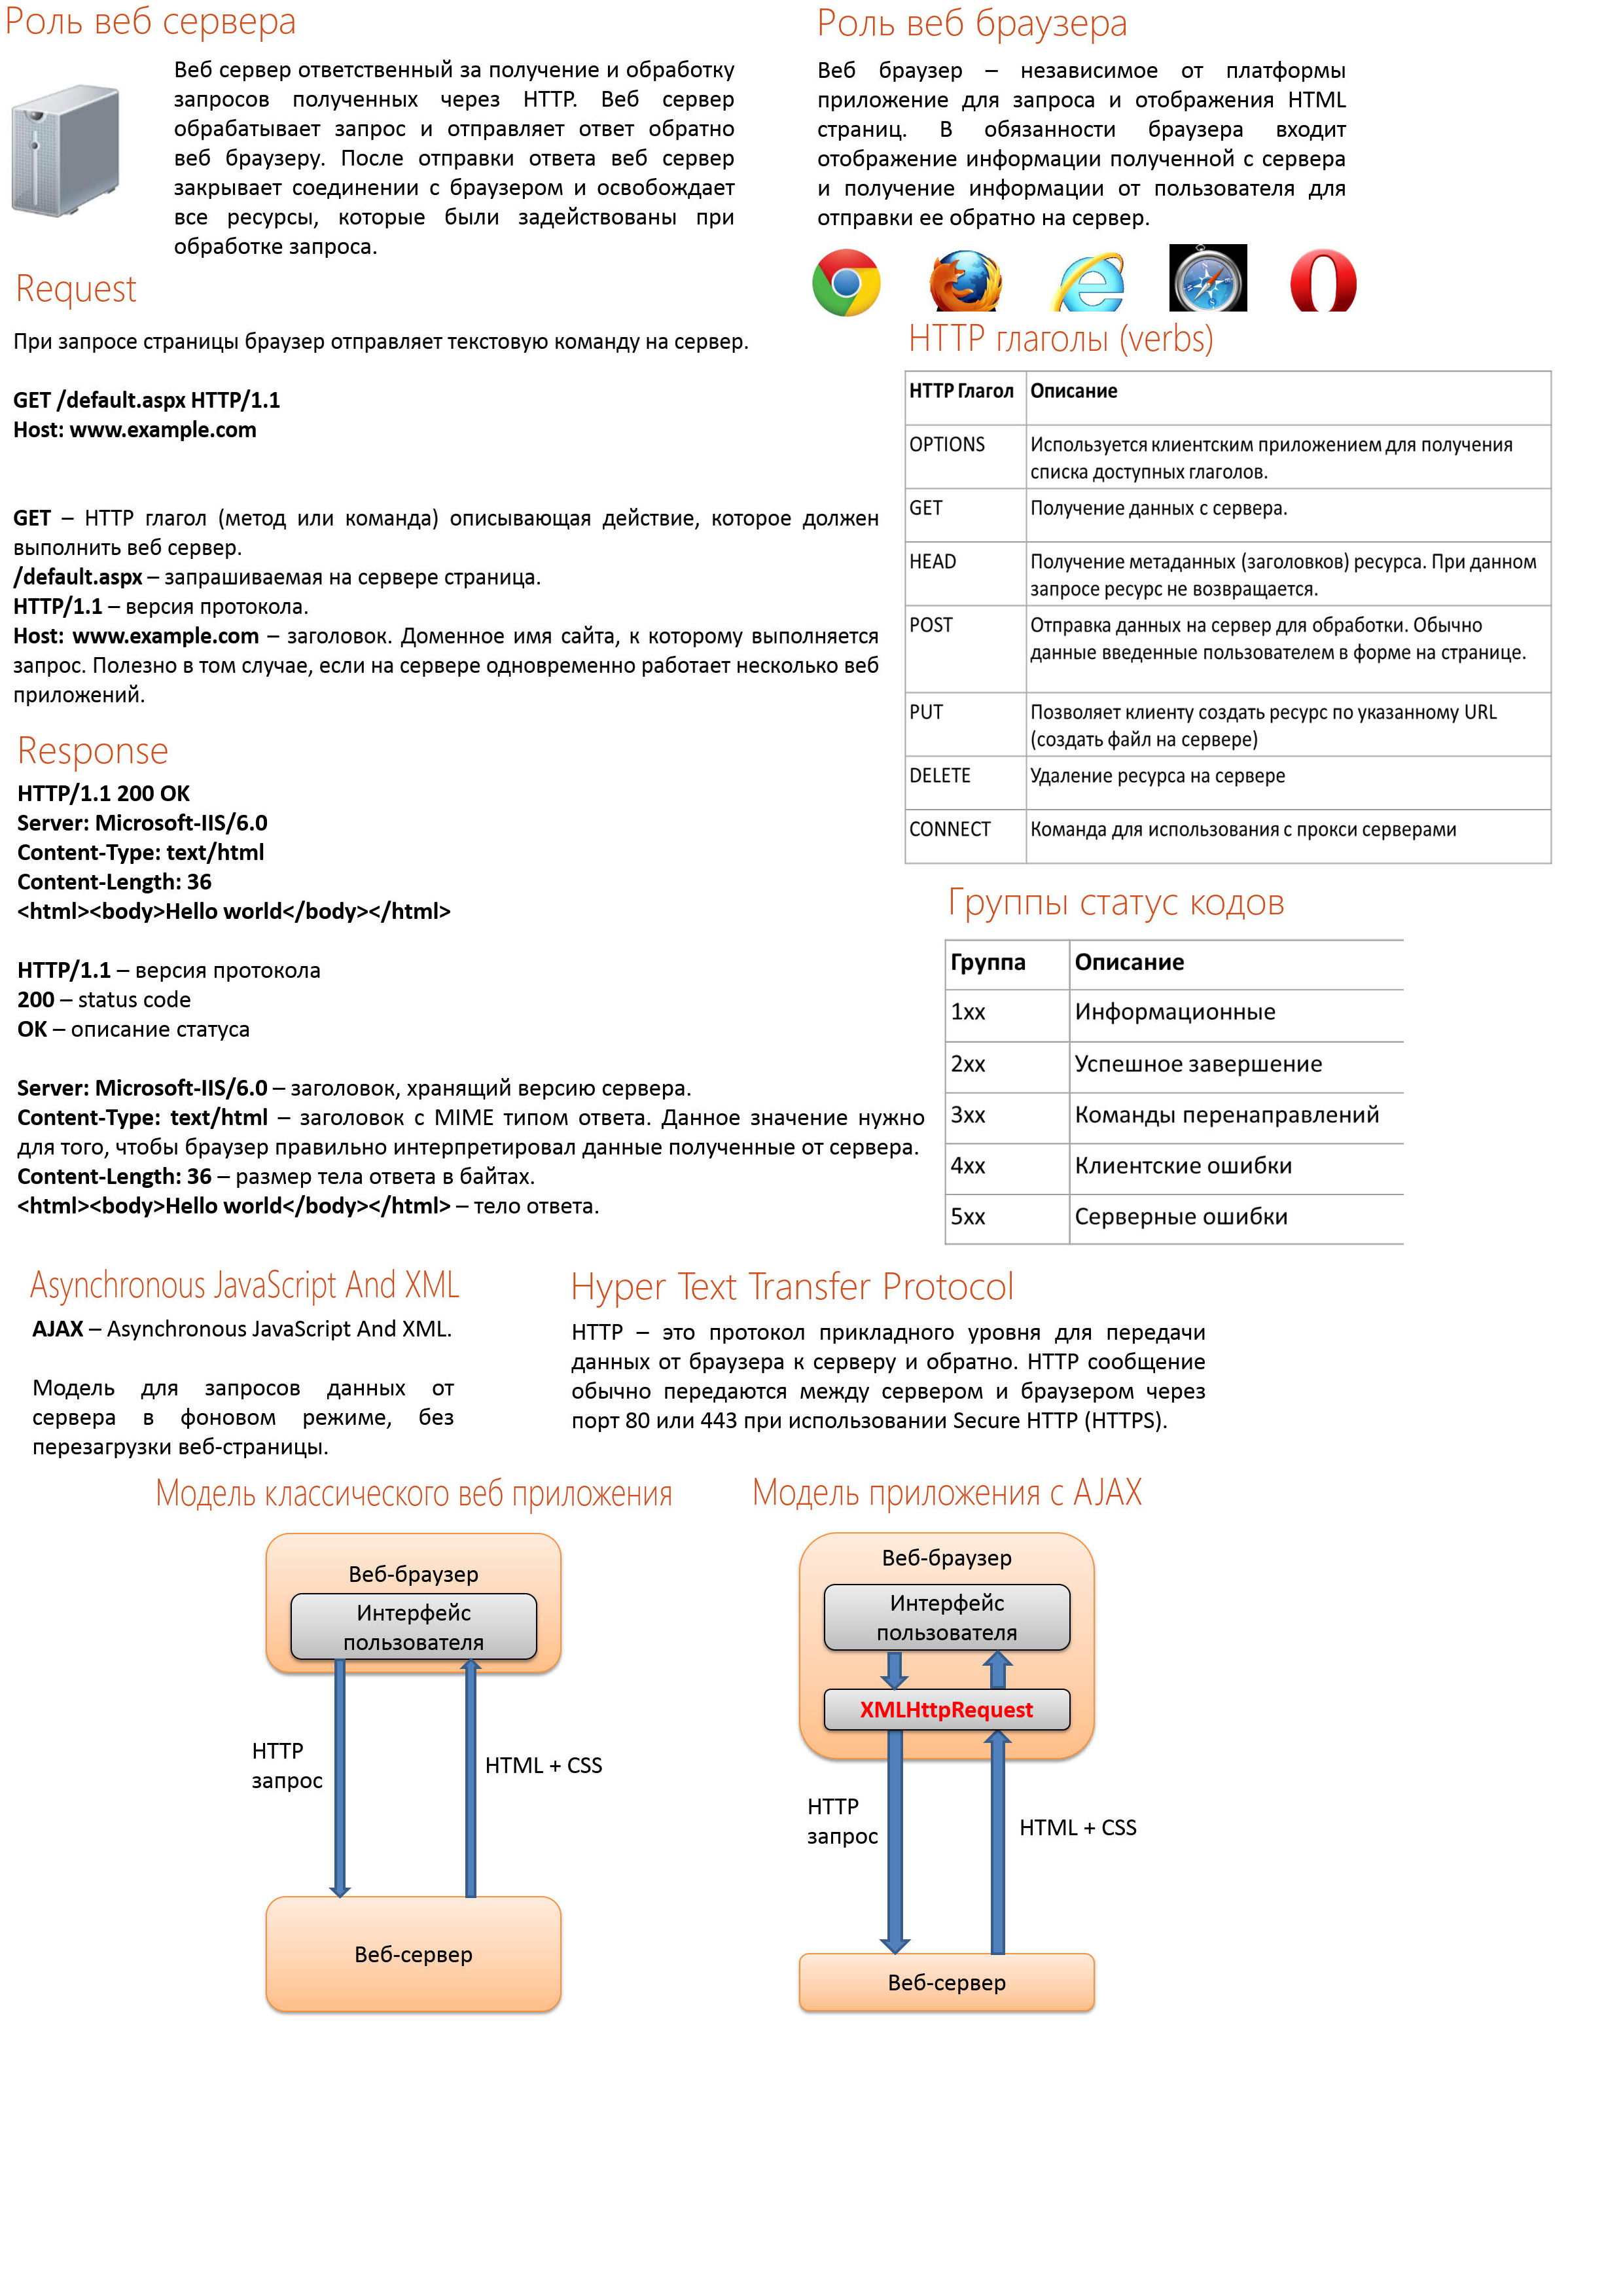 Роль веб сервера
Веб сервер ответственный за получение и обработку
запросов полученных через HTTP. Веб сервер
обрабатывает запрос и отправляет ответ обратно
веб браузеру. После отправки ответа веб сервер
закрывает соединении с браузером и освобождает
все ресурсы, которые были задействованы при
обработке запроса.
Роль веб браузера
Веб браузер – независимое от платформы
приложение для запроса и отображения HTML
страниц. В обязанности браузера входит
отображение информации полученной с сервера
и получение информации от пользователя для
отправки ее обратно на сервер.
Request
При запросе страницы браузер отправляет текстовую команду на сервер.
GET /default.aspx HTTP/1.1
Host: www.example.com
GET – HTTP глагол (метод или команда) описывающая действие, которое должен
выполнить веб сервер.
/default.aspx – запрашиваемая на сервере страница.
HTTP/1.1 – версия протокола.
Host: www.example.com – заголовок. Доменное имя сайта, к которому выполняется
запрос. Полезно в том случае, если на сервере одновременно работает несколько веб
приложений.
HTTP глаголы (verbs)
HTTP Глагол Описание
OPTIONS Используется клиентским приложением для получения
списка доступных глаголов.
GET Получение данных с сервера.
HEAD Получение метаданных (заголовков) ресурса. При данном
запросе ресурс не возвращается.
POST Отправка данных на сервер для обработки. Обычно
данные введенные пользователем в форме на странице.
PUT Позволяет клиенту создать ресурс по указанному URL
(создать файл на сервере)
DELETE Удаление ресурса на сервере
CONNECT Команда для использования с прокси серверами
Response
HTTP/1.1 200 OK
Server: Microsoft-IIS/6.0
Content-Type: text/html
Content-Length: 36
<html><body>Hello world</body></html>
HTTP/1.1 – версия протокола
200 – status code
OK – описание статуса
Server: Microsoft-IIS/6.0 – заголовок, хранящий версию сервера.
Content-Type: text/html – заголовок с MIME типом ответа. Данное значение нужно
для того, чтобы браузер правильно интерпретировал данные полученные от сервера.
Content-Length: 36 – размер тела ответа в байтах.
<html><body>Hello world</body></html> – тело ответа.
Группы статус кодов
Группа Описание
1xx Информационные
2xx Успешное завершение
3xx Команды перенаправлений
4xx Клиентские ошибки
5xx Серверные ошибки
Asynchronous JavaScript And XML
AJAX – Asynchronous JavaScript And XML.
Модель для запросов данных от
сервера в фоновом режиме, без
перезагрузки веб-страницы.
Hyper Text Transfer Protocol
HTTP – это протокол прикладного уровня для передачи
данных от браузера к серверу и обратно. HTTP сообщение
обычно передаются между сервером и браузером через
порт 80 или 443 при использовании Secure HTTP (HTTPS).
Модель классического веб приложения
Веб-браузер
Интерфейс
пользователя
HTTP
запрос
HTML + CSS
Веб-сервер
Модель приложения с AJAX
Веб-браузер
Интерфейс
пользователя
XMLHttpRequest
HTTP
запрос
HTML + CSS
Веб-сервер